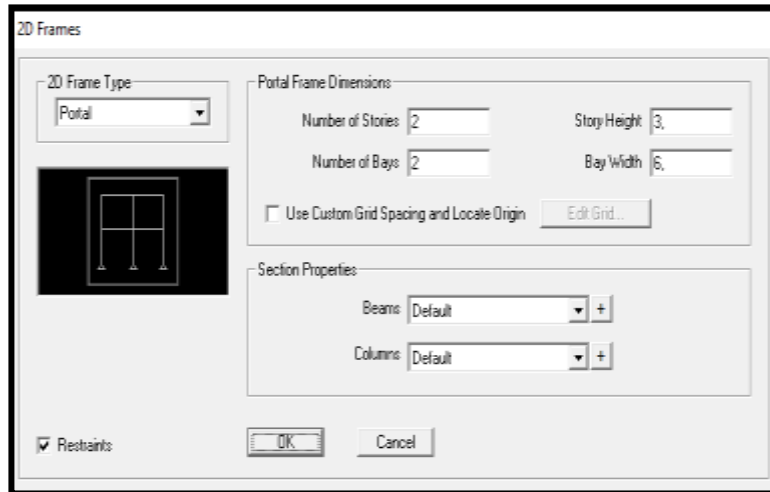 2D Frames
2D Frame Type
Portal
Portal Frame Dimensions
Number of Stories 2
Story Height 3,
Number of Bays 2
Bay Width 6,
Use Custom Grid Spacing and Locate Origin
Edit Grid...
Section Properties
Beams Default +
Columns Default +
Restraints
OK
Cancel